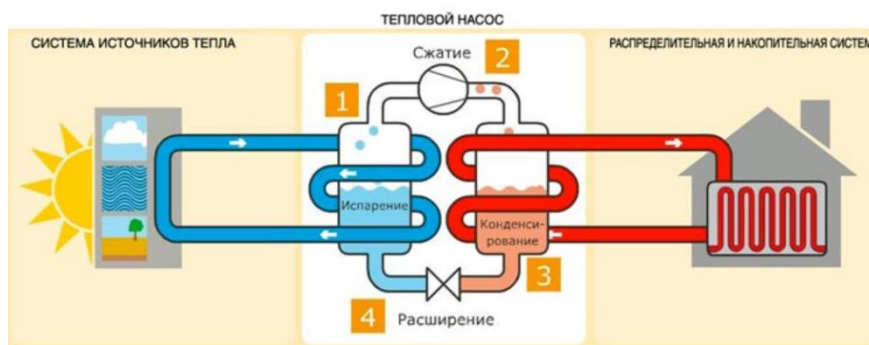 ТЕПЛОВОЙ НАСОС
СИСТЕМА ИСТОЧНИКОВ ТЕПЛА
РАСПРЕДЕЛИТЕЛЬНАЯ И НАКОПИТЕЛЬНАЯ СИСТЕМ
Сжатие
2
1
Испарение
Конденси-
рование
3
4
Расширение